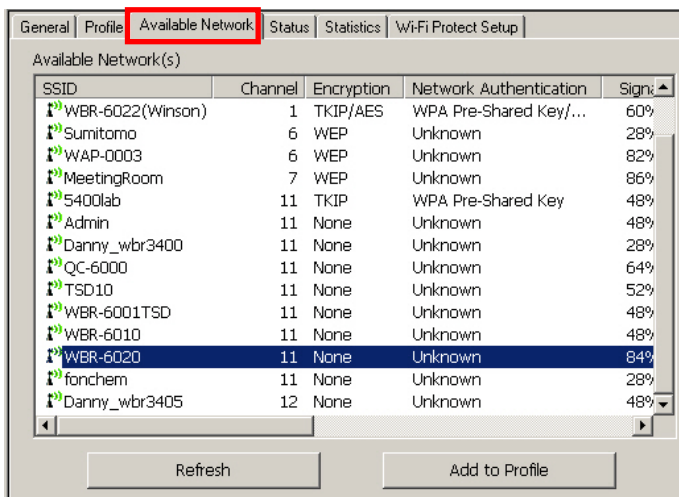 General Profile Available Network Status Statistics Wi-Fi Protect Setup
Available Network(s)
SSID Channel Encryption Network Authentication Signa
WBR-6022(Winson) 1 TKIP/AES WPA Pre-Shared Key/... 60%
Sumitomo 6 WEP Unknown 28%
WAP-0003 6 WEP Unknown 82%
MeetingRoom 7 WEP Unknown 86%
5400lab 11 TKIP WPA Pre-Shared Key 48%
Admin 11 None Unknown 48%
Danny_wbr3400 11 None Unknown 28%
QC-6000 11 None Unknown 64%
TSD10 11 None Unknown 52%
WBR-6001TSD 11 None Unknown 48%
WBR-6010 11 None Unknown 48%
WBR-6020 11 None Unknown 84%
fonchem 11 None Unknown 28%
Danny_wbr3405 12 None Unknown 48%
Refresh Add to Profile